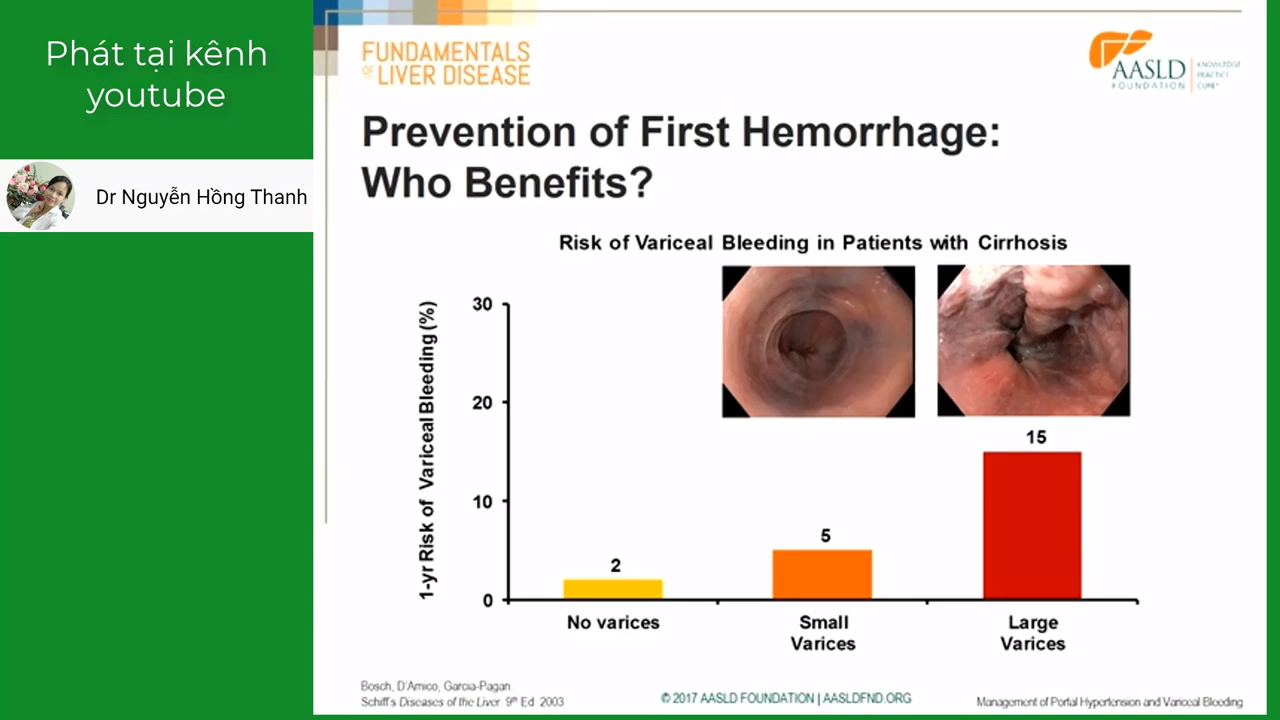 Phát tại kênh
youtube
Dr Nguyễn Hồng Thanh
FUNDAMENTALS
OF LIVER DISEASE
AASLD
FOUNDATION
KNOWLEDGE
PRACTICE
CURE
Prevention of First Hemorrhage:
Who Benefits?
Risk of Variceal Bleeding in Patients with Cirrhosis
1-yr Risk of Variceal Bleeding (%)
30
20
10
0
2
5
15
No varices
Small
Varices
Large
Varices
Bosch, D'Amico, Garcia-Pagan
Schiff's Diseases of the Liver 9th Ed 2003
© 2017 AASLD FOUNDATION | AASLDFND.ORG
Management of Portal Hypertension and Variceal Bleeding